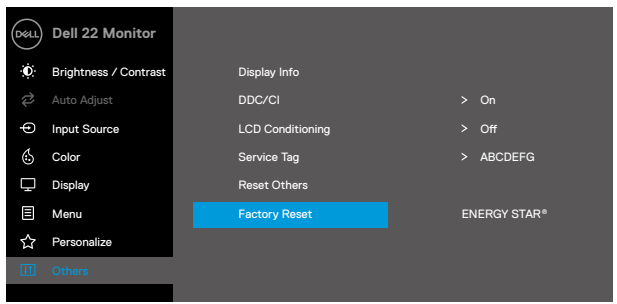 DELL Dell 22 Monitor
Brightness / Contrast
Display Info
Auto Adjust
DDC/CI > On
Input Source
LCD Conditioning > Off
Color
Service Tag > ABCDEFG
Display
Reset Others
Menu
Factory Reset ENERGY STAR®
Personalize
Others